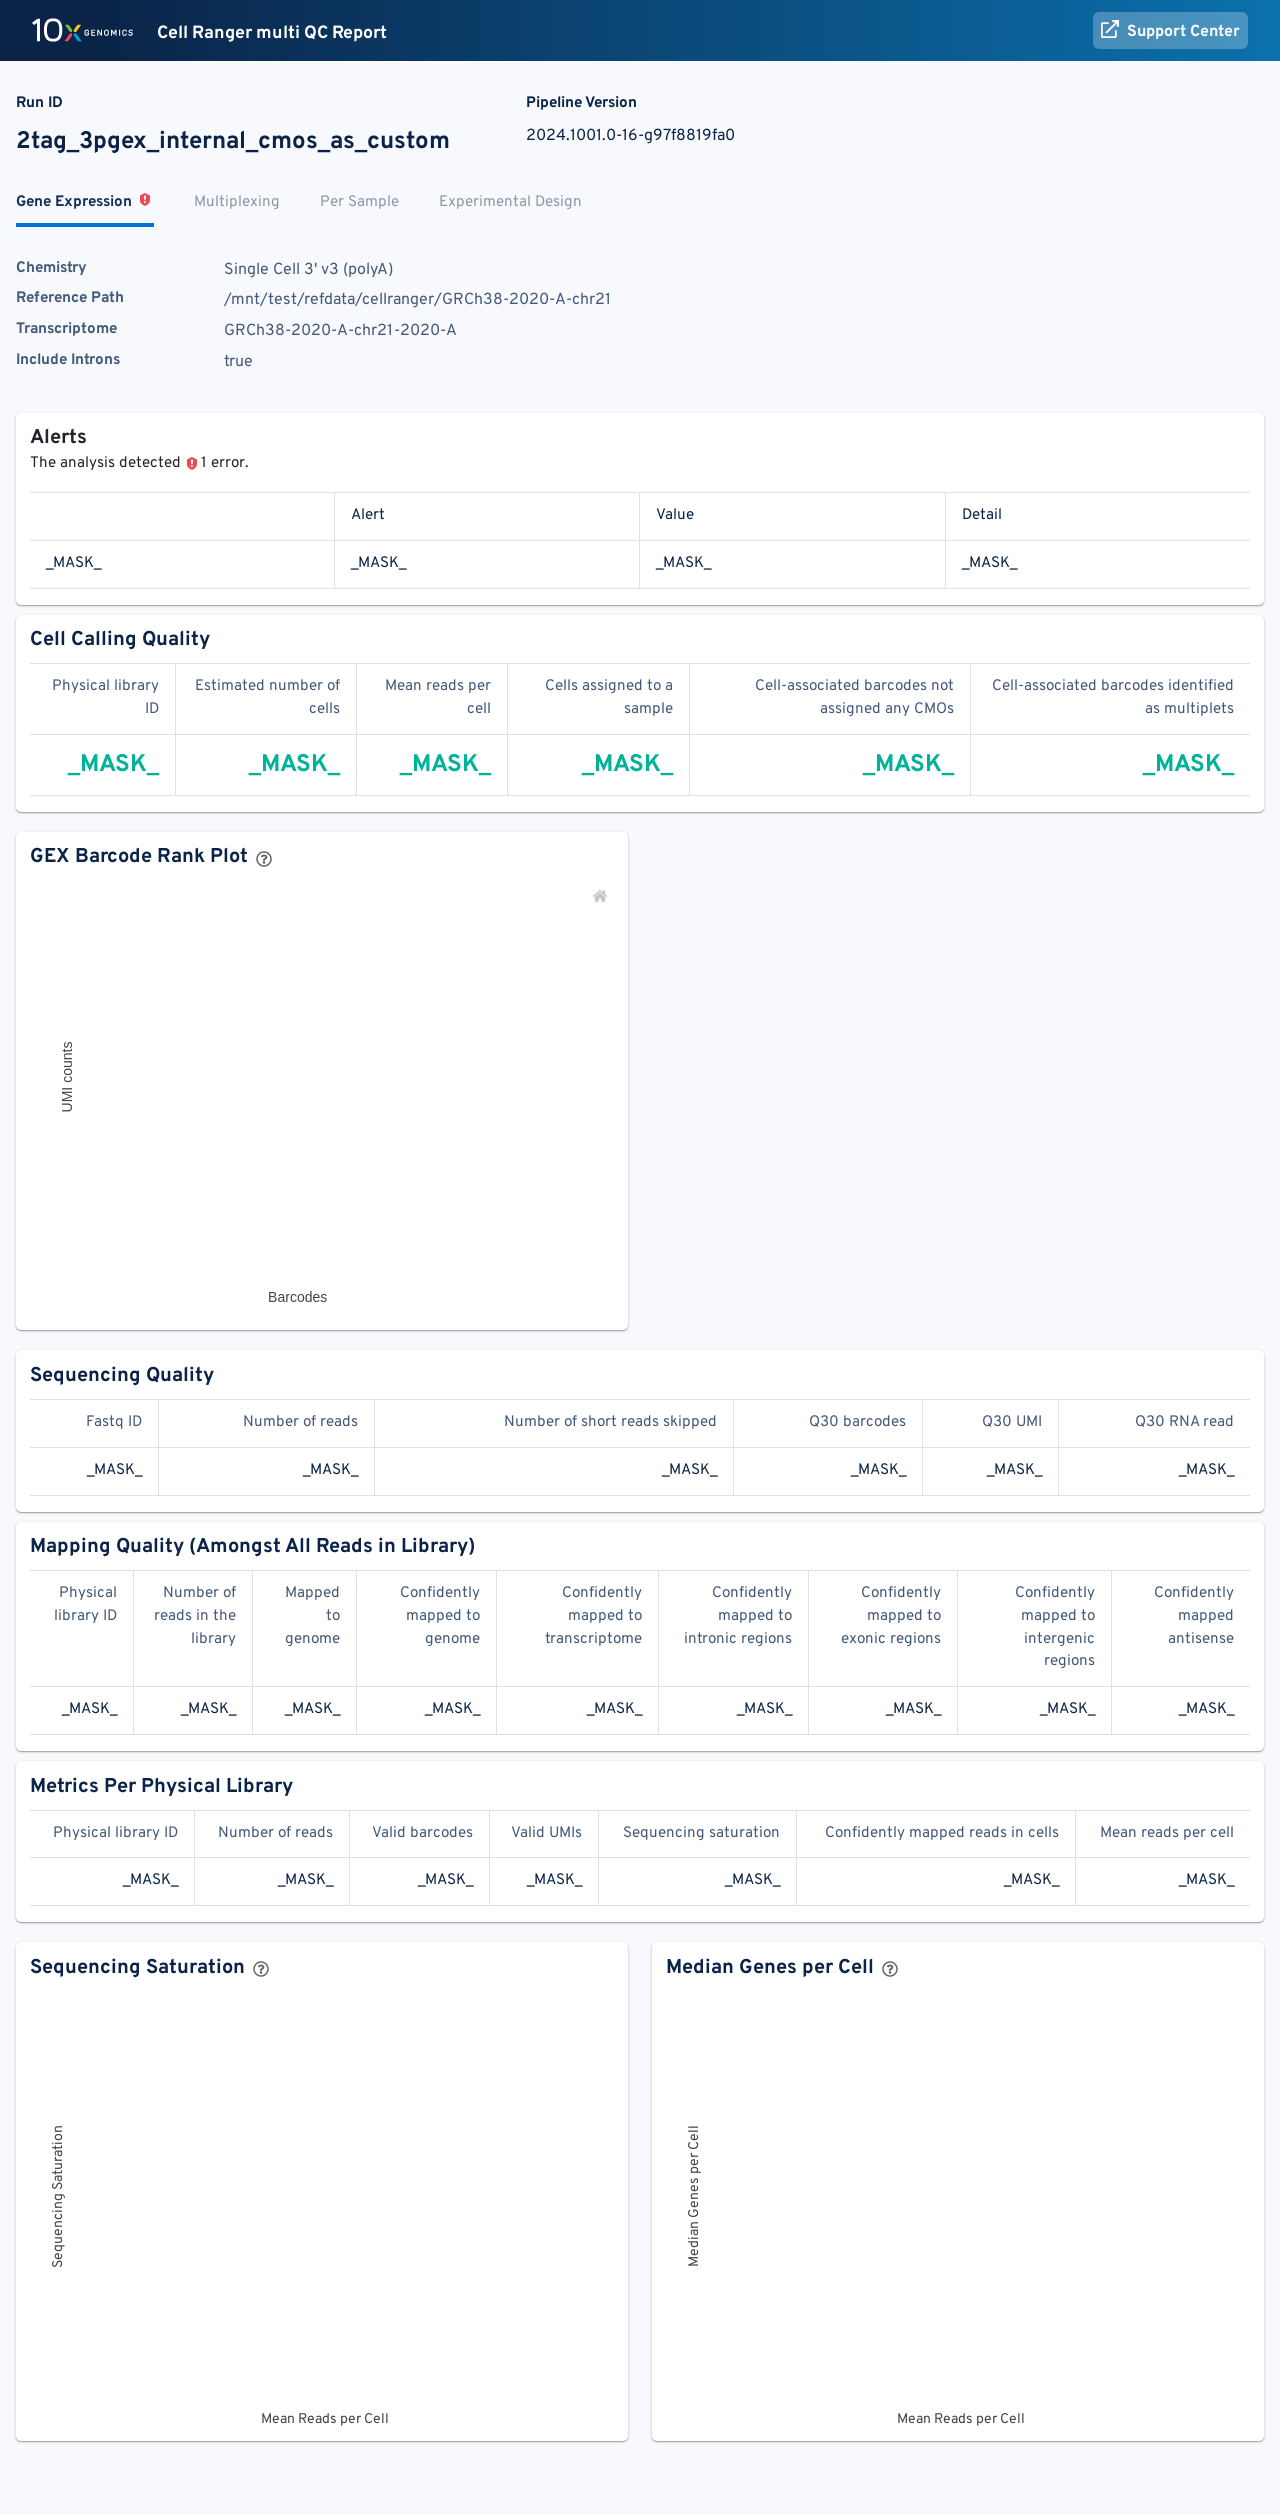 10x GENOMICS Cell Ranger multi QC Report Support Center
Run ID Pipeline Version
2tag_3pgex_internal_cmos_as_custom 2024.1001.0-16-g97f8819fa0
Gene Expression Multiplexing Per Sample Experimental Design
Chemistry Single Cell 3' v3 (polyA)
Reference Path /mnt/test/refdata/cellranger/GRCh38-2020-A-chr21
Transcriptome GRCh38-2020-A-chr21-2020-A
Include Introns true
Alerts
The analysis detected 1 error.
Alert Value Detail
_MASK_ _MASK_ _MASK_ _MASK_
Cell Calling Quality
Physical library Estimated number of Mean reads per Cells assigned to a Cell-associated barcodes not Cell-associated barcodes identified
ID cells cell sample assigned any CMOs as multiplets
_MASK_ _MASK_ _MASK_ _MASK_ _MASK_ _MASK_
GEX Barcode Rank Plot
UMI counts
Barcodes
Sequencing Quality
Fastq ID Number of reads Number of short reads skipped Q30 barcodes Q30 UMI Q30 RNA read
_MASK_ _MASK_ _MASK_ _MASK_ _MASK_ _MASK_
Mapping Quality (Amongst All Reads in Library)
Physical Number of Mapped Confidently Confidently Confidently Confidently Confidently Confidently
library ID reads in the to mapped to mapped to mapped to mapped to mapped to mapped
library genome genome transcriptome intronic regions exonic regions intergenic antisense
regions
_MASK_ _MASK_ _MASK_ _MASK_ _MASK_ _MASK_ _MASK_ _MASK_ _MASK_
Metrics Per Physical Library
Physical library ID Number of reads Valid barcodes Valid UMIs Sequencing saturation Confidently mapped reads in cells Mean reads per cell
_MASK_ _MASK_ _MASK_ _MASK_ _MASK_ _MASK_ _MASK_
Sequencing Saturation Median Genes per Cell
Sequencing Saturation Median Genes per Cell
Mean Reads per Cell Mean Reads per Cell